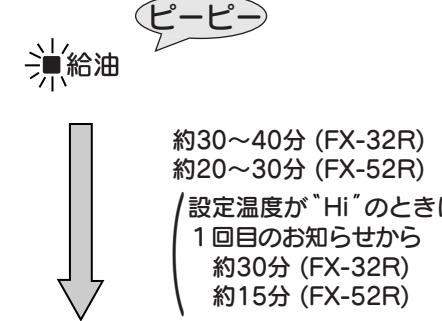 ピーピー
給油
約30～40分 (FX-32R)
約20～30分 (FX-52R)
設定温度が“Hi”のとき
１回目のお知らせから
約30分 (FX-32R)
約15分 (FX-52R)